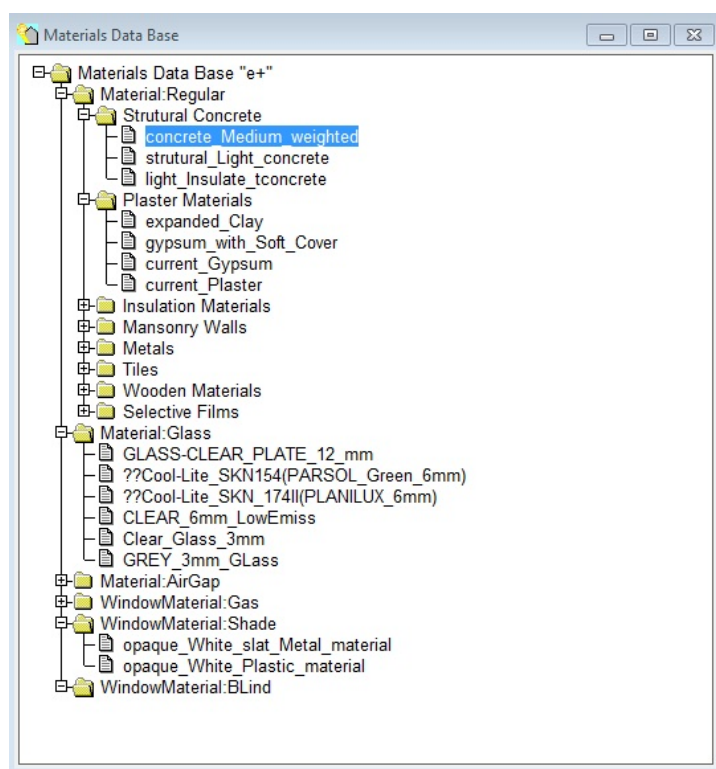 Materials Data Base
Materials Data Base "e+"
Material:Regular
Strutural Concrete
concrete_Medium_weighted
strutural_Light_concrete
light_Insulate_tconcrete
Plaster Materials
expanded_Clay
gypsum_with_Soft_Cover
current_Gypsum
current_Plaster
Insulation Materials
Mansonry Walls
Metals
Tiles
Wooden Materials
Selective Films
Material:Glass
GLASS-CLEAR_PLATE_12_mm
??Cool-Lite_SKN154(PARSOL_Green_6mm)
??Cool-Lite_SKN_174II(PLANILUX_6mm)
CLEAR_6mm_LowEmiss
Clear_Glass_3mm
GREY_3mm_GLass
Material:AirGap
WindowMaterial:Gas
WindowMaterial:Shade
opaque_White_slat_Metal_material
opaque_White_Plastic_material
WindowMaterial:BLind